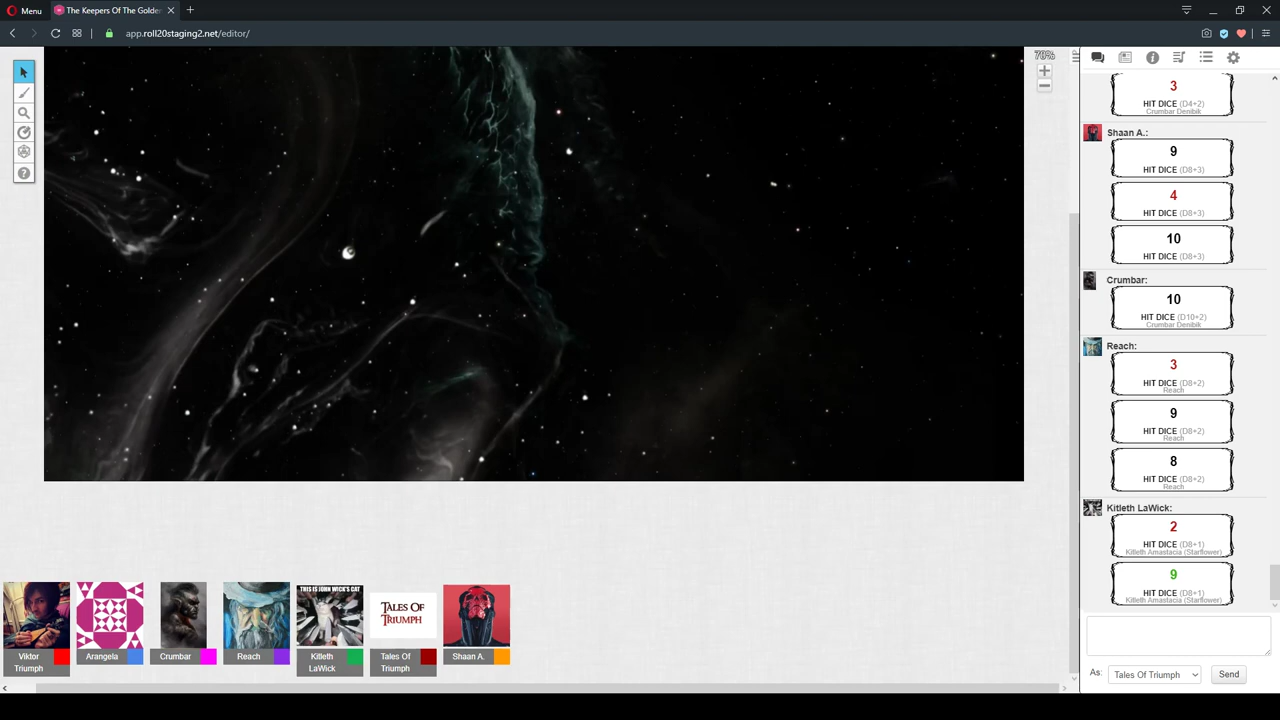 Menu
The Keepers Of The Golde
app.roll20staging2.net/editor/
70%
3
HIT DICE (D4+2)
Crumbar Denibik
Shaan A.:
9
HIT DICE (D8+3)
4
HIT DICE (D8+3)
10
HIT DICE (D8+3)
Crumbar:
10
HIT DICE (D10+2)
Crumbar Denibik
Reach:
3
HIT DICE (D8+2)
Reach
9
HIT DICE (D8+2)
Reach
8
HIT DICE (D8+2)
Reach
Kitleth LaWick:
2
HIT DICE (D8+1)
Kitleth Amastacia (Starflower)
9
HIT DICE (D8+1)
Kitleth Amastacia (Starflower)
THIS IS JOHN WICK'S CAT
TALES OF
TRIUMPH
Viktor
Triumph
Arangela
Crumbar
Reach
Kitleth
LaWick
Tales Of
Triumph
Shaan A.
As:
Tales Of Triumph
Send